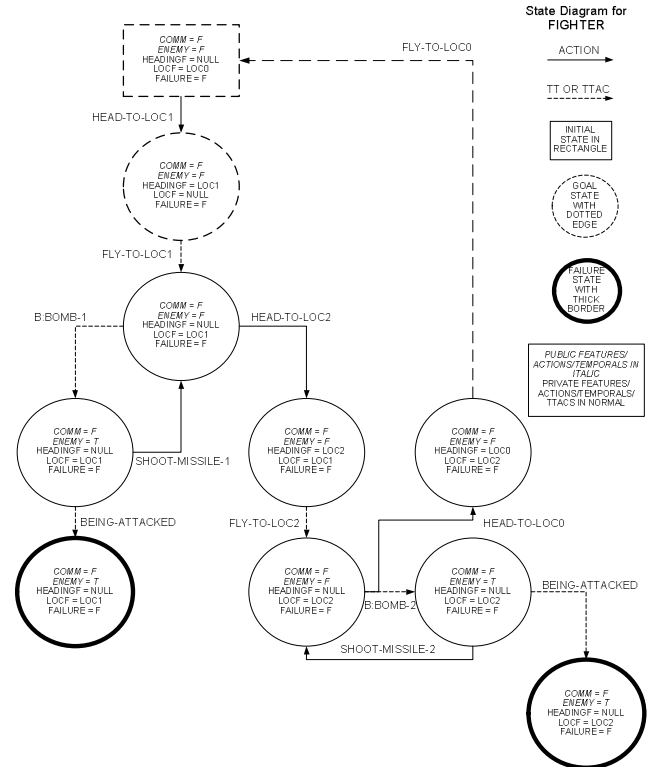 State Diagram for
FIGHTER
ACTION
TT OR TTAC
INITIAL
STATE IN
RECTANGLE
GOAL
STATE
WITH
DOTTED
EDGE
FAILURE
STATE
WITH
THICK
BORDER
PUBLIC FEATURES/
ACTIONS/TEMPORALS IN
ITALIC
PRIVATE FEATURES/
ACTIONS/TEMPORALS/
TTACS IN NORMAL
COMM = F
ENEMY = F
HEADINGF = NULL
LOCF = LOC0
FAILURE = F
FLY-TO-LOC0
HEAD-TO-LOC1
COMM = F
ENEMY = F
HEADINGF = LOC1
LOCF = NULL
FAILURE = F
FLY-TO-LOC1
COMM = F
ENEMY = F
HEADINGF = NULL
LOCF = LOC1
FAILURE = F
B:BOMB-1
HEAD-TO-LOC2
COMM = F
ENEMY = T
HEADINGF = NULL
LOCF = LOC1
FAILURE = F
SHOOT-MISSILE-1
COMM = F
ENEMY = F
HEADINGF = LOC2
LOCF = LOC1
FAILURE = F
COMM = F
ENEMY = F
HEADINGF = LOC0
LOCF = LOC2
FAILURE = F
BEING-ATTACKED
FLY-TO-LOC2
HEAD-TO-LOC0
COMM = F
ENEMY = T
HEADINGF = NULL
LOCF = LOC1
FAILURE = F
COMM = F
ENEMY = F
HEADINGF = NULL
LOCF = LOC2
FAILURE = F
B:BOMB-2
COMM = F
ENEMY = T
HEADINGF = NULL
LOCF = LOC2
FAILURE = F
BEING-ATTACKED
SHOOT-MISSILE-2
COMM = F
ENEMY = T
HEADINGF = NULL
LOCF = LOC2
FAILURE = F